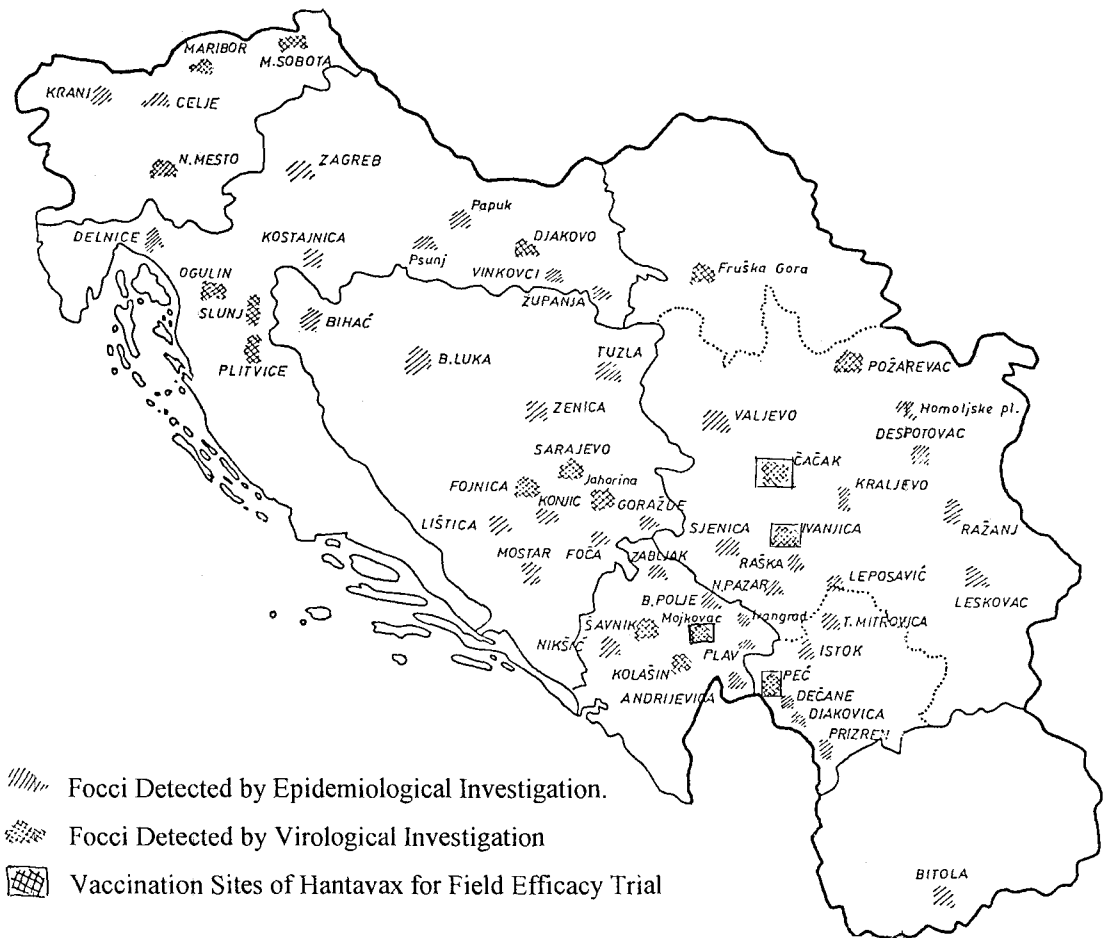 MARIBOR
M.SOBOTA
KRANJ
CELJE
N.MESTO
ZAGREB
Papuk
DELNICE
KOSTAJNICA
Psunj
DJAKOVO
VINKOVCI
Fruška Gora
OGULIN
ŽUPANJA
SLUNJ
BIHAĆ
PLITVICE
B.LUKA
TUZLA
POŽAREVAC
ZENICA
VALJEVO
Homoljske pl.
DESPOTOVAC
SARAJEVO
ČAČAK
Jahorina
FOJNICA
KONJIC
GORAŽDE
KRALJEVO
LIŠTICA
SJENICA
IVANJICA
RAŽANJ
MOSTAR
FOČA
ŽABLJAK
RAŠKA
N.PAZAR
LEPOSAVIĆ
LESKOVAC
B.POLJE
Mojkovac
Ivangrad
T.MITROVICA
ŠAVNIK
NIKŠIĆ
PLAV
ISTOK
KOLAŠIN
PEĆ
ANDRIJEVICA
DEČANE
DJAKOVICA
PRIZREN
BITOLA
Focci Detected by Epidemiological Investigation.
Focci Detected by Virological Investigation
Vaccination Sites of Hantavax for Field Efficacy Trial